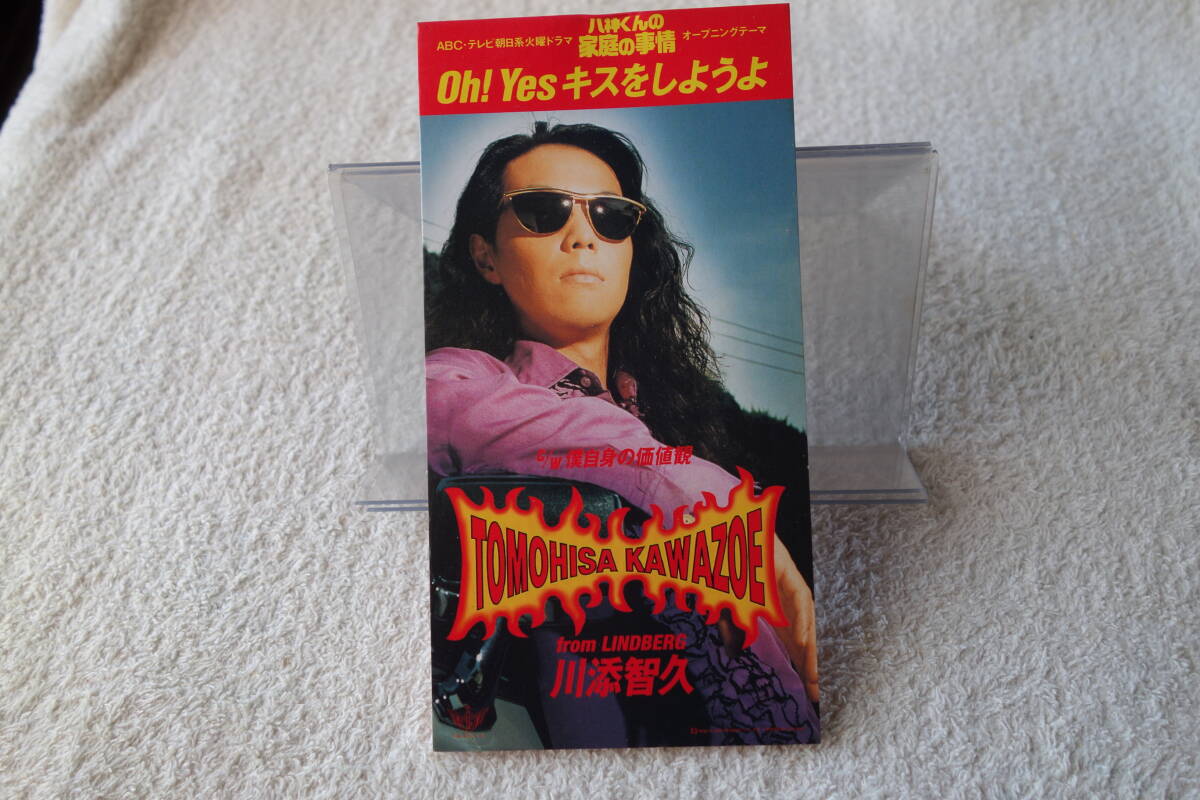 ABC・テレビ朝日系火曜ドラマ 八神くんの家庭の事情 オープニングテーマ
Oh! Yes キスをしようよ
c/w 僕自身の価値観
TOMOHISA KAWAZOE
from LINDBERG
川添智久